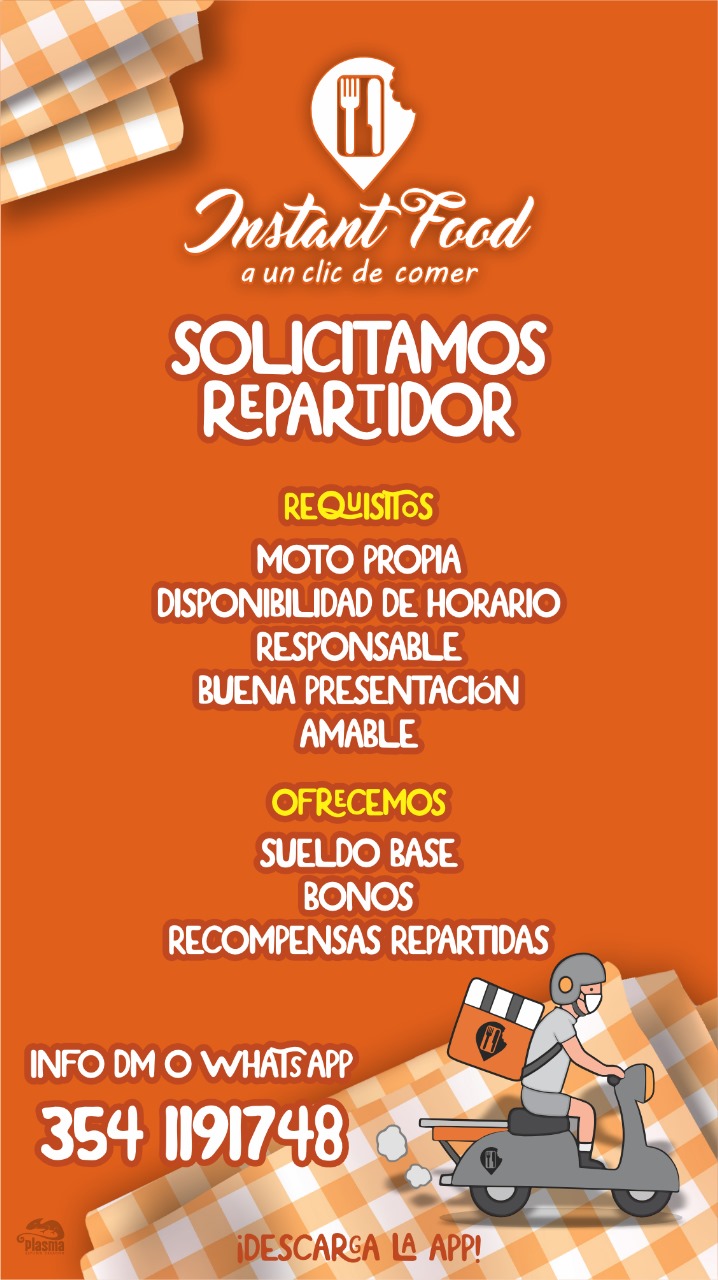 Instant Food
a un clic de comer
SOLICITAMOS
REPARTIDOR
REQUISITOS
MOTO PROPIA
DISPONIBILIDAD DE HORARIO
RESPONSABLE
BUENA PRESENTACIÓN
AMABLE
OFRECEMOS
SUELDO BASE
BONOS
RECOMPENSAS REPARTIDAS
INFO DM O WHATSAPP
354 1191748
plasma
¡DESCARGA LA APP!